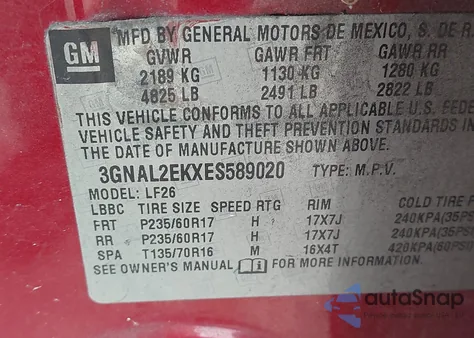 GM
MFD BY GENERAL MOTORS DE MEXICO, S. DE R.
GVWR GAWR FRT GAWR RR
2189 KG 1130 KG 1280 KG
4825 LB 2491 LB 2822 LB
THIS VEHICLE CONFORMS TO ALL APPLICABLE U.S. FEDE
VEHICLE SAFETY AND THEFT PREVENTION STANDARDS
DATE OF MANUFACTURE SHOWN ABOVE.
3GNAL2EKXES589020 TYPE: M.P.V.
MODEL: LF26
LBBC TIRE SIZE SPEED RTG RIM COLD TIRE
FRT P235/60R17 H 17X7J 240KPA(35PS
RR P235/60R17 H 17X7J 240KPA(35PS
SPA T135/70R16 M 16X4T 420KPA(60PS
SEE OWNER'S MANUAL FOR MORE INFORMATION.
autoSnap